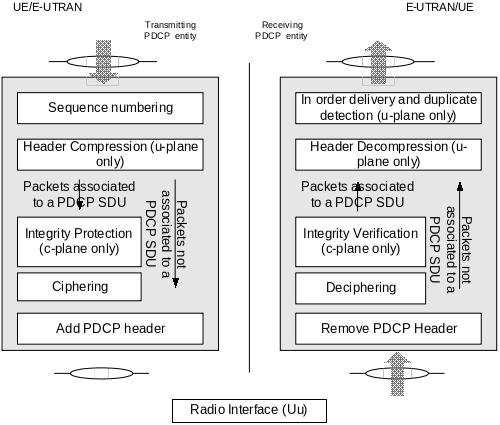 UE/E-UTRAN
E-UTRAN/UE
Transmitting
PDCP entity
Receiving
PDCP entity
Sequence numbering
Header Compression (u-plane
only)
Packets associated
to a PDCP SDU
Packets not
associated to a
PDCP SDU
Integrity Protection
(c-plane only)
Ciphering
Add PDCP header
In order delivery and duplicate
detection (u-plane only)
Header Decompression (u-
plane only)
Packets associated
to a PDCP SDU
Packets not
associated to a
PDCP SDU
Integrity Verification
(c-plane only)
Deciphering
Remove PDCP Header
Radio Interface (Uu)